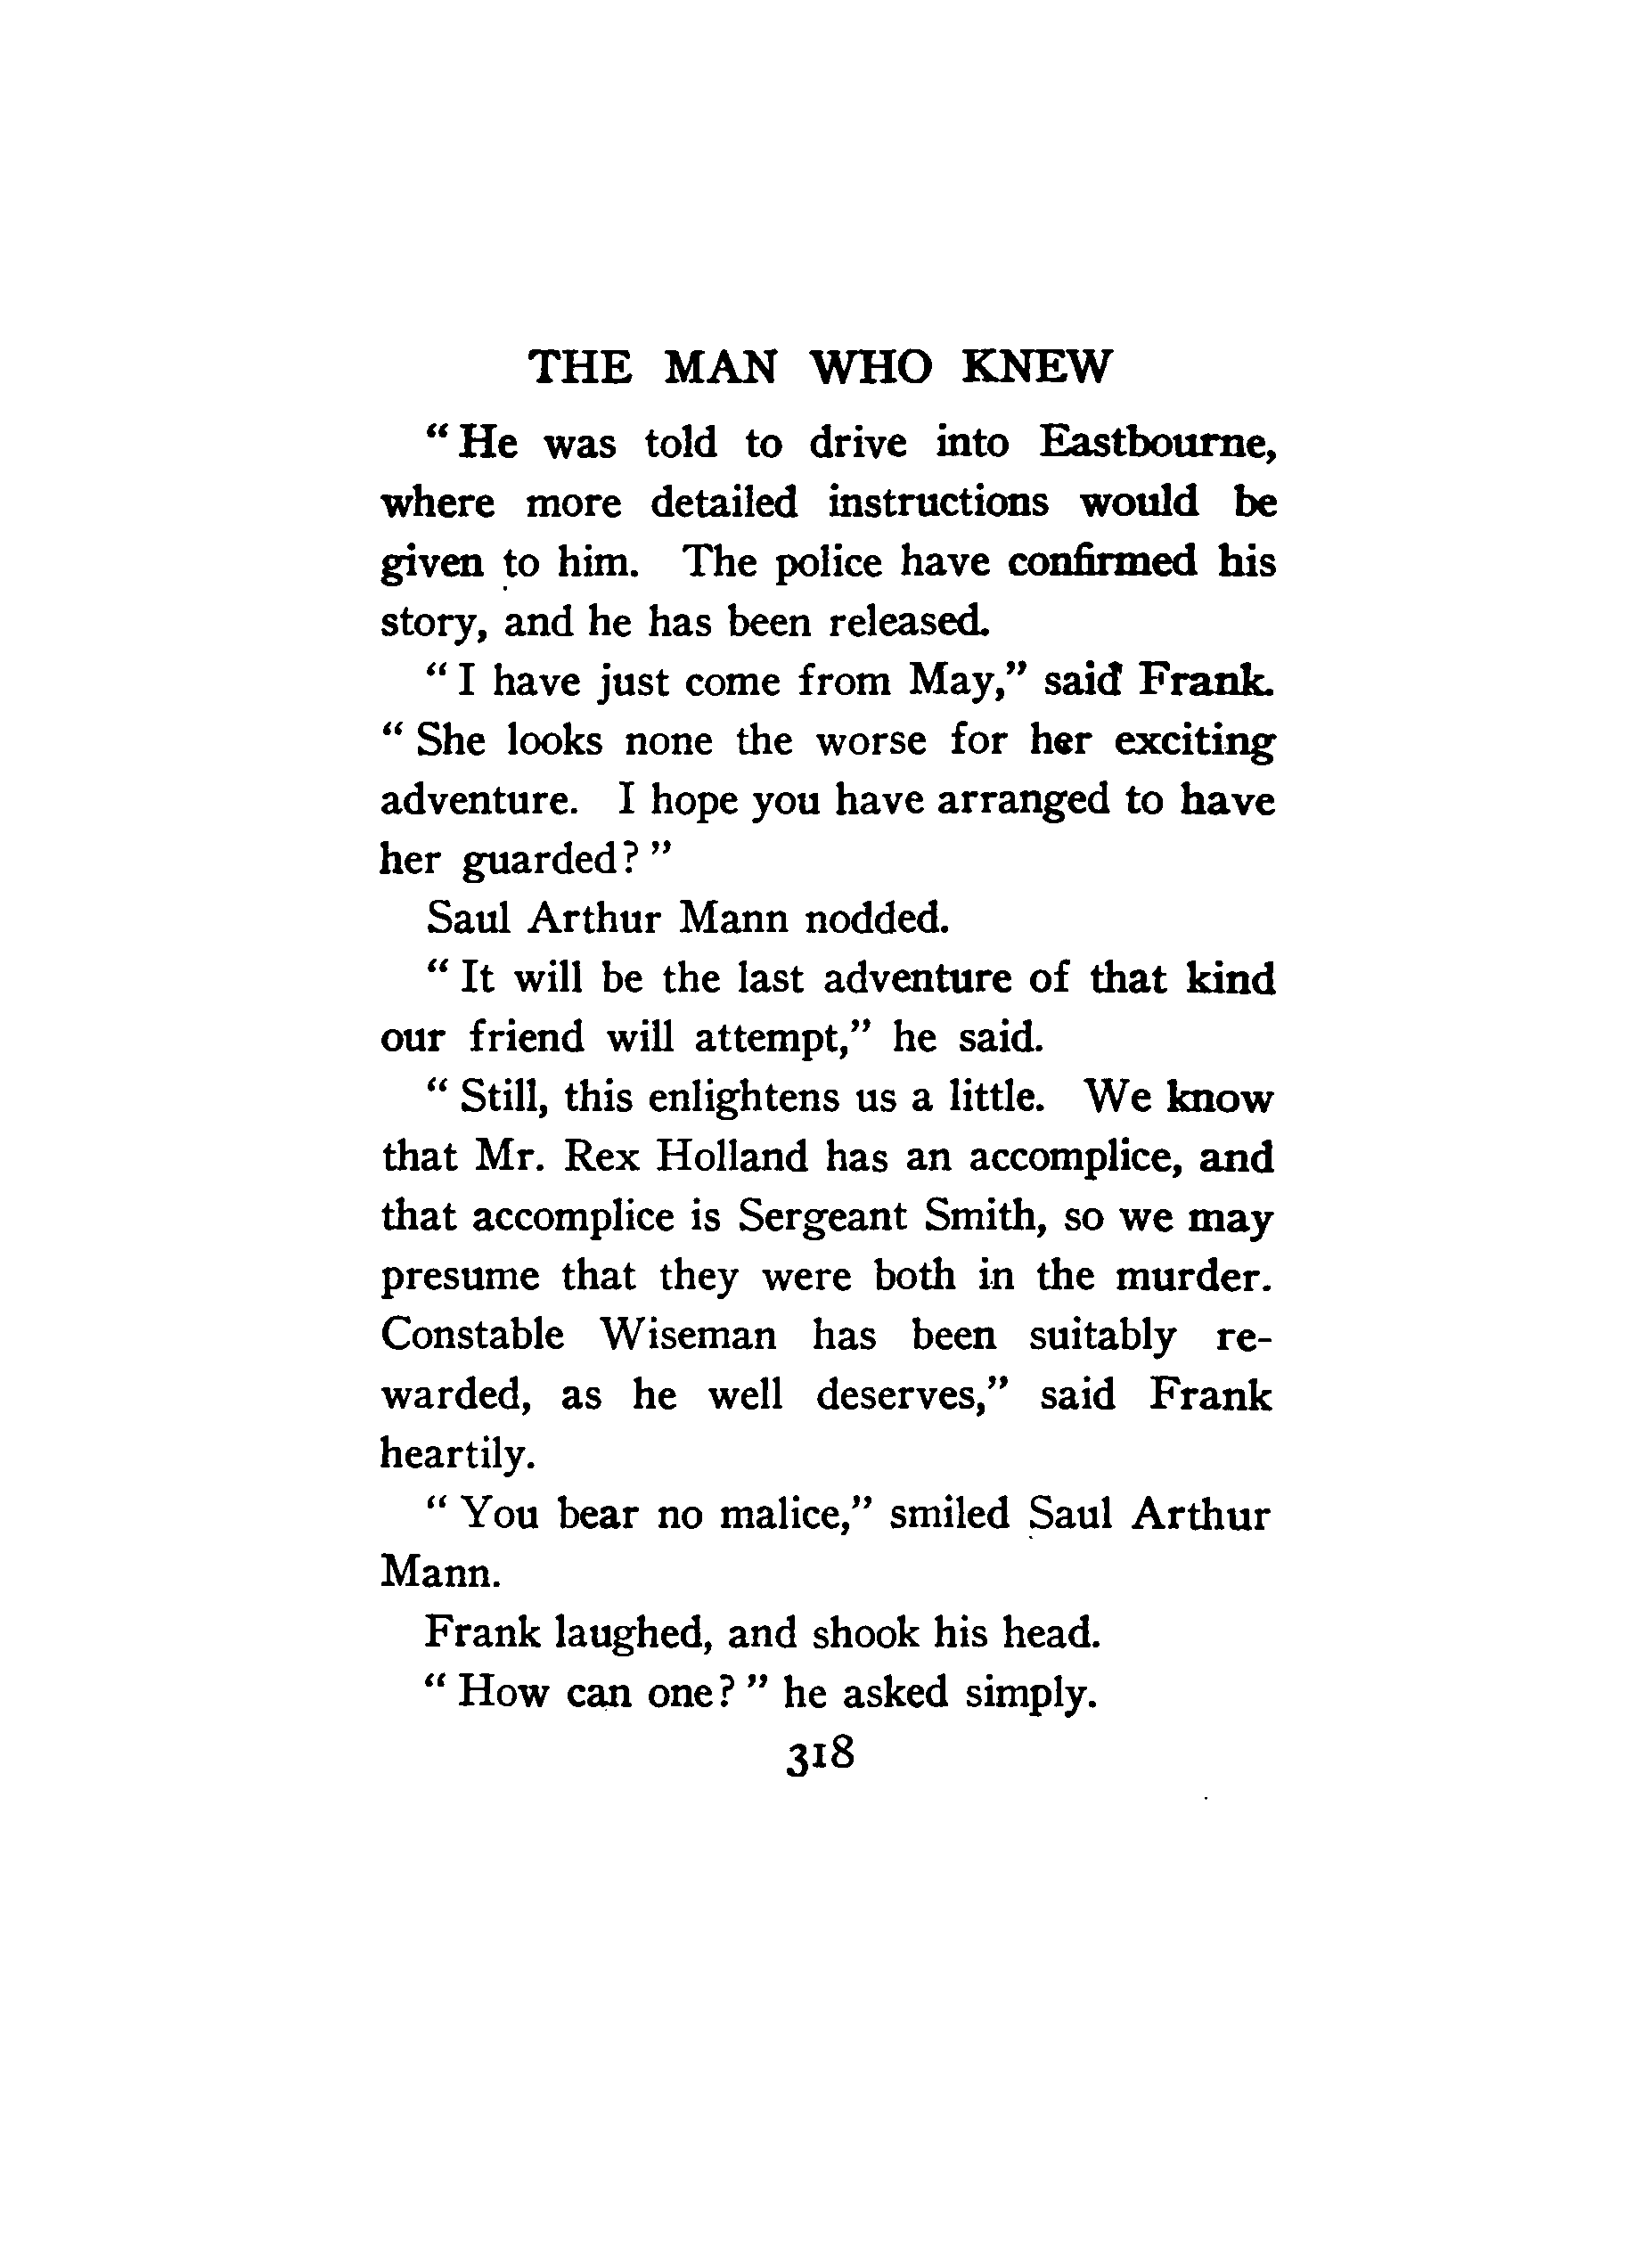 THE MAN WHO KNEW
“ He was told to drive into Eastbourne,
where more detailed instructions would be
given to him. The police have confirmed his
story, and he has been released.
“ I have just come from May,” said Frank.
“ She looks none the worse for her exciting
adventure. I hope you have arranged to have
her guarded? ”
Saul Arthur Mann nodded.
“ It will be the last adventure of that kind
our friend will attempt,” he said.
“ Still, this enlightens us a little. We know
that Mr. Rex Holland has an accomplice, and
that accomplice is Sergeant Smith, so we may
presume that they were both in the murder.
Constable Wiseman has been suitably re-
warded, as he well deserves,” said Frank
heartily.
“ You bear no malice,” smiled Saul Arthur
Mann.
Frank laughed, and shook his head.
“ How can one? ” he asked simply.
318